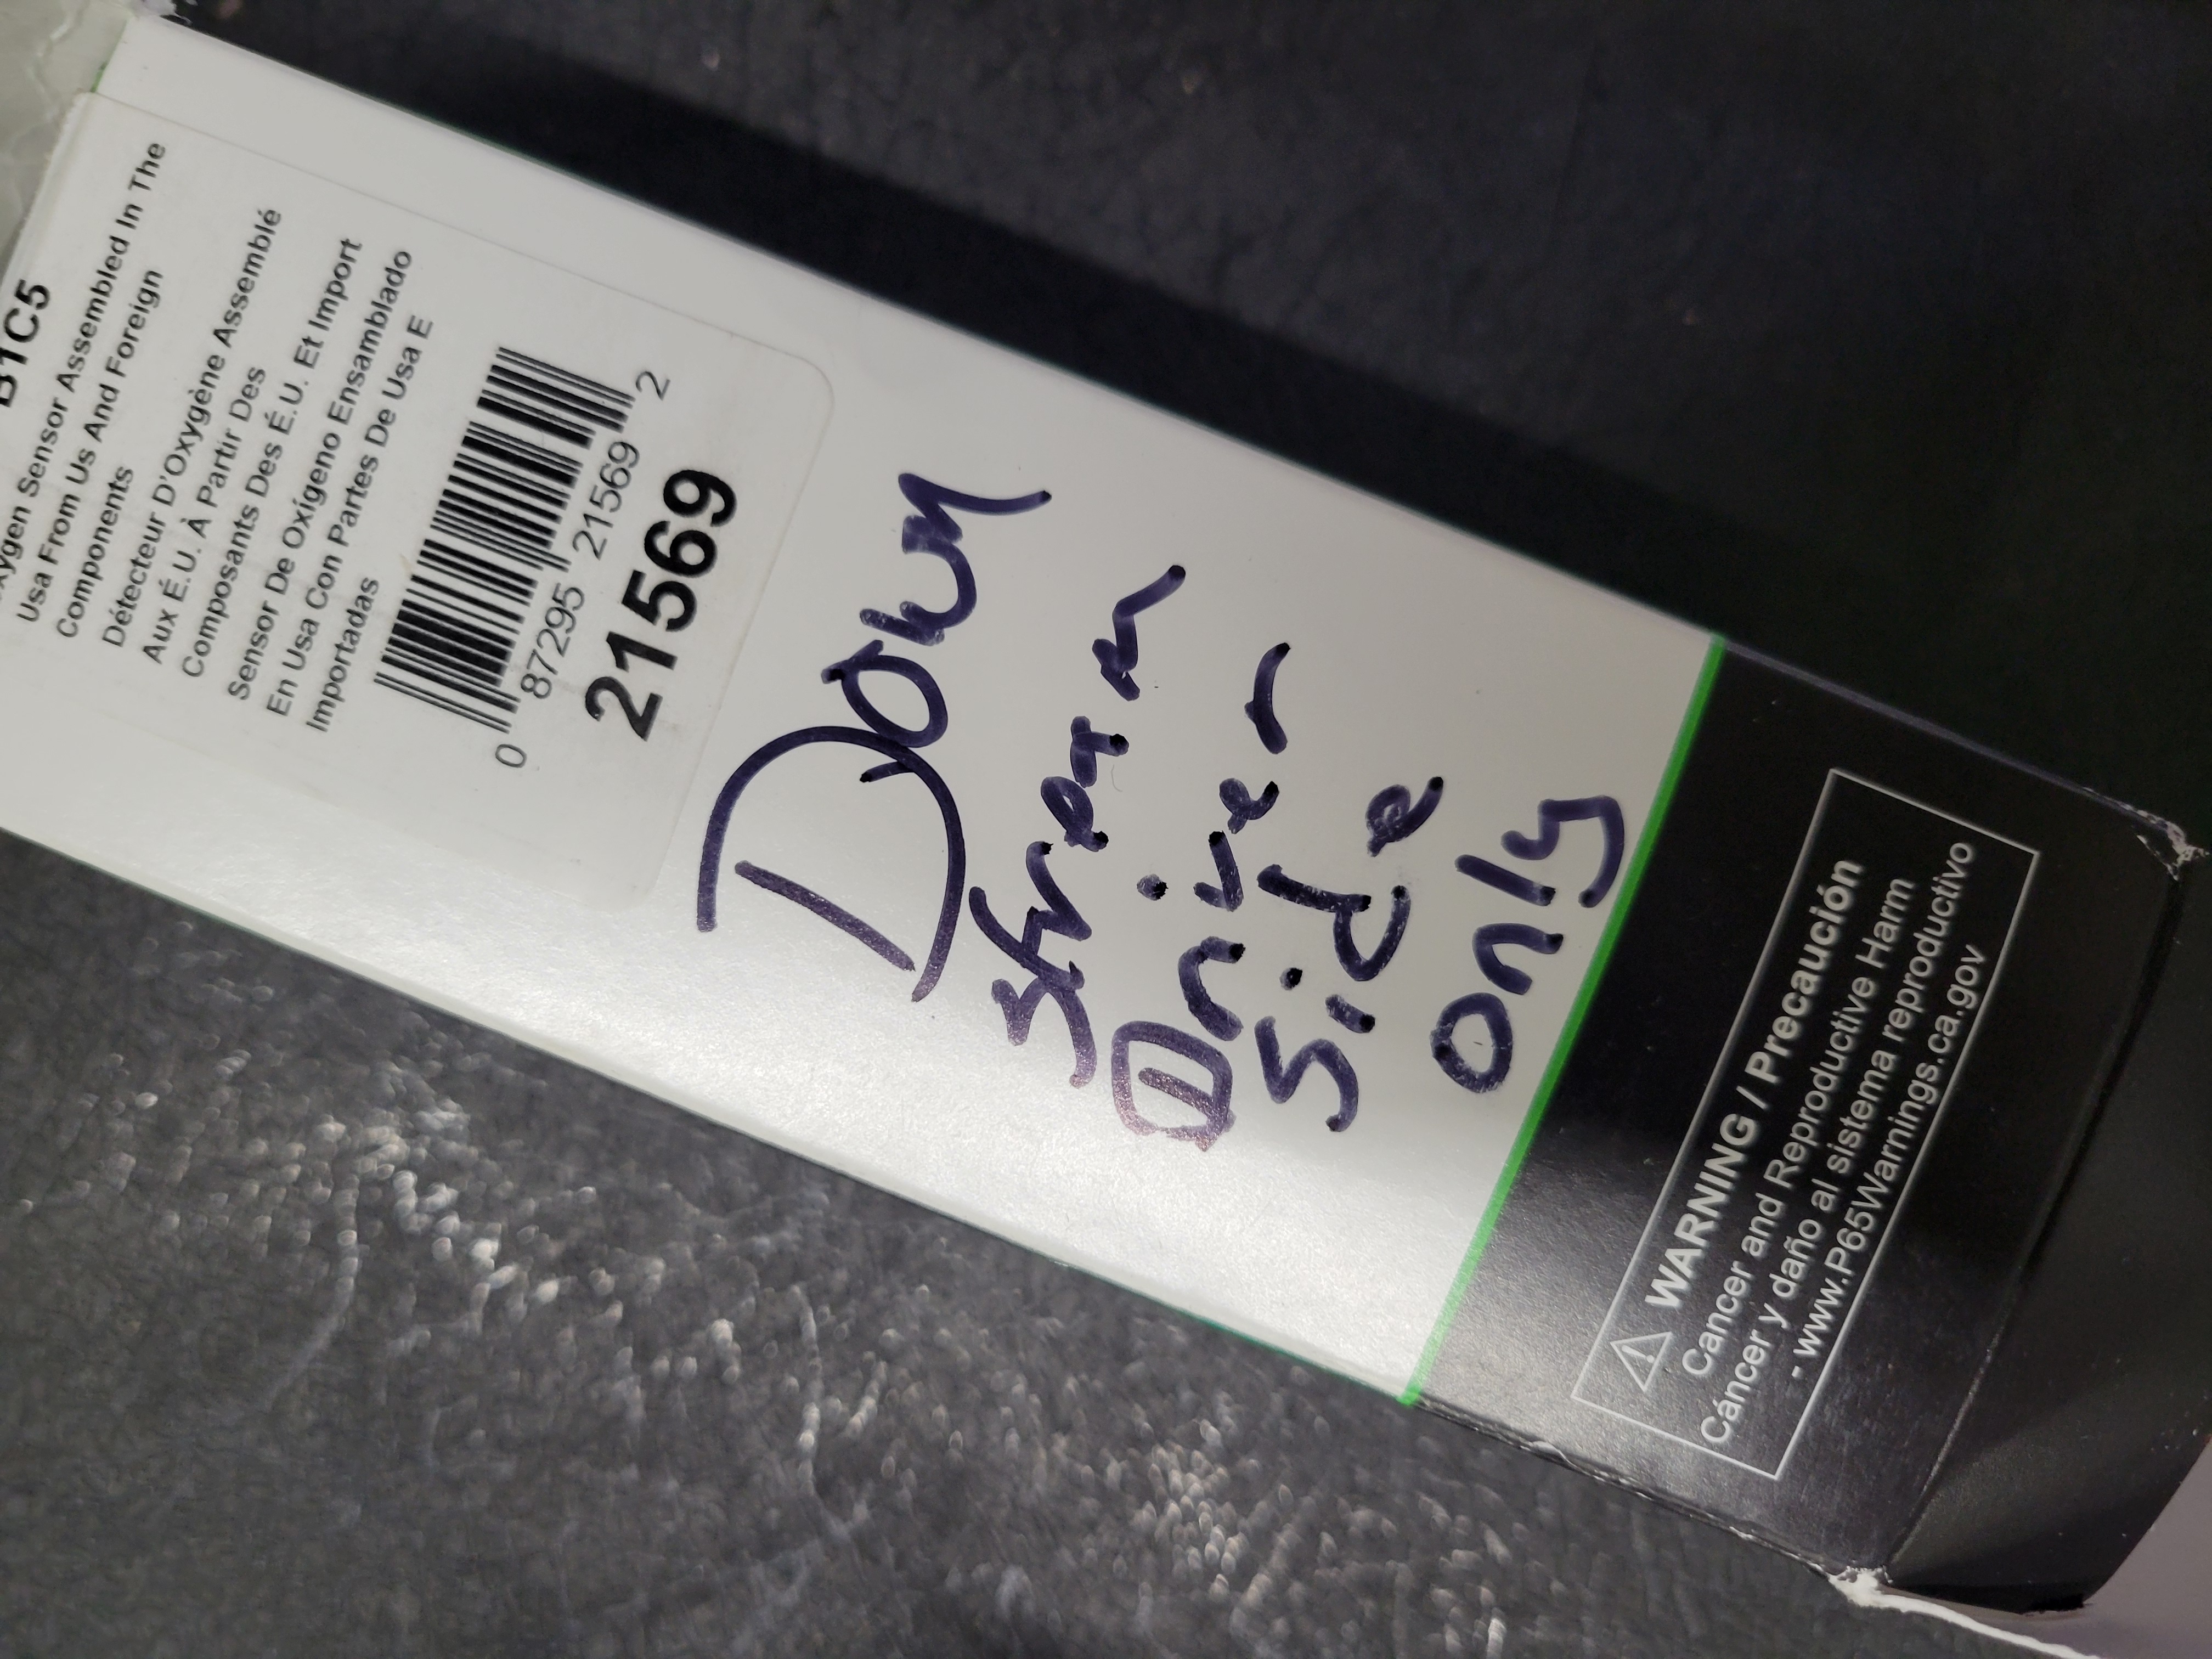 B1C5
Oxygen Sensor Assembled In The
Usa From Us And Foreign
Components
Détecteur D'Oxygène Assemblé
Aux É.U. À Partir Des
Composants Des É.U. Et Import
Sensor De Oxígeno Ensamblado
En Usa Con Partes De Usa E
Importadas
0 87295 21569 2
21569
Down
stream
Driver
Side
only
⚠ WARNING / Precaución
Cancer and Reproductive Harm
Cáncer y daño al sistema reproductivo
- www.P65Warnings.ca.gov